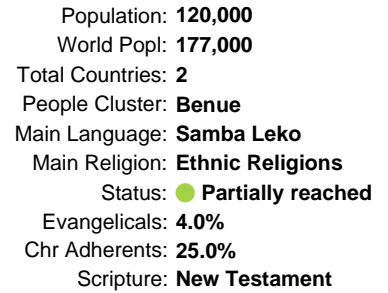 Population: 120,000
World Popl: 177,000
Total Countries: 2
People Cluster: Benue
Main Language: Samba Leko
Main Religion: Ethnic Religions
Status: Partially reached
Evangelicals: 4.0%
Chr Adherents: 25.0%
Scripture: New Testament